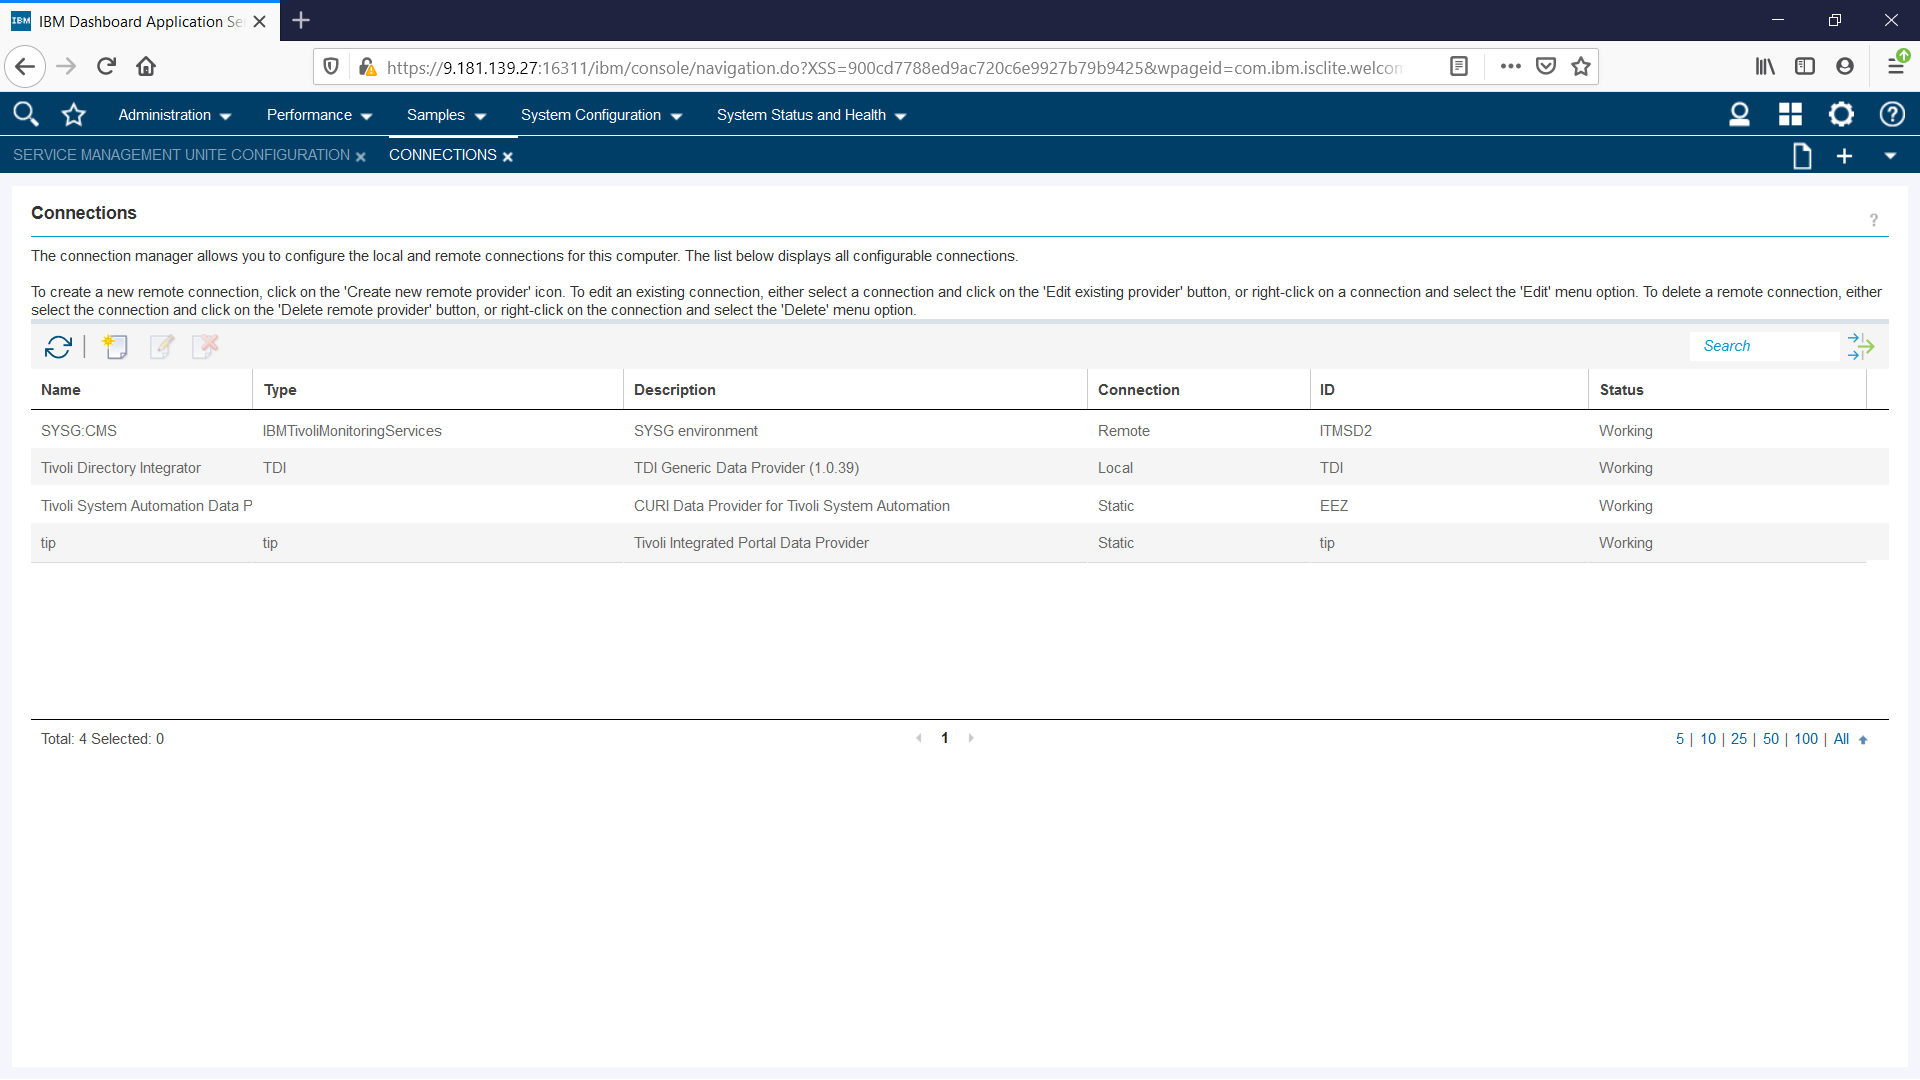 IBM IBM Dashboard Application Se
https://9.181.139.27:16311/ibm/console/navigation.do?XSS=900cd7788ed9ac720c6e9927b79b9425&wpageid=com.ibm.isclite.welcom
Administration Performance Samples System Configuration System Status and Health ?
SERVICE MANAGEMENT UNITE CONFIGURATION CONNECTIONS
Connections ?
The connection manager allows you to configure the local and remote connections for this computer. The list below displays all configurable connections.
To create a new remote connection, click on the 'Create new remote provider' icon. To edit an existing connection, either select a connection and click on the 'Edit existing provider' button, or right-click on a connection and select the 'Edit' menu option. To delete a remote connection, either
select the connection and click on the 'Delete remote provider' button, or right-click on the connection and select the 'Delete' menu option.
Search
Name Type Description Connection ID Status
SYSG:CMS IBMTivoliMonitoringServices SYSG environment Remote ITMSD2 Working
Tivoli Directory Integrator TDI TDI Generic Data Provider (1.0.39) Local TDI Working
Tivoli System Automation Data P CURI Data Provider for Tivoli System Automation Static EEZ Working
tip tip Tivoli Integrated Portal Data Provider Static tip Working
Total: 4 Selected: 0 1 5 | 10 | 25 | 50 | 100 | All